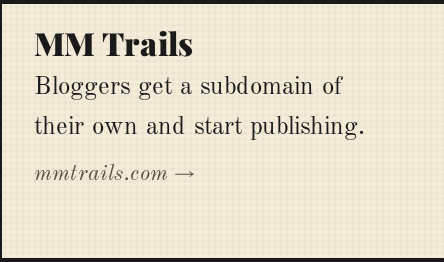 MM Trails
Bloggers get a subdomain of
their own and start publishing.
mmtrails.com →